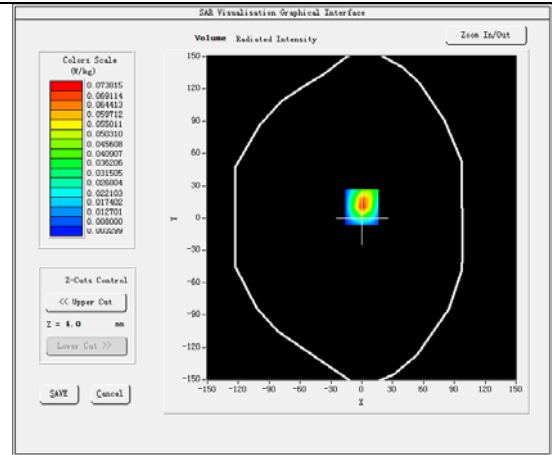 SAR Visualisation Graphical Interface
Volume Radiated Intensity
Zoom In/Out
Colors Scale
(W/kg)
0.073815
0.069114
0.064413
0.059712
0.055011
0.050310
0.045608
0.040907
0.036206
0.031505
0.026804
0.022103
0.017402
0.012701
0.008000
0.003299
150
120
90
60
30
0
-30
-60
-90
-120
-150
Y
-150 -120 -90 -60 -30 0 30 60 90 120 150
X
Z-Cuts Control
<< Upper Cut
Z = 4.0 mm
Lower Cut >>
SAVE Cancel